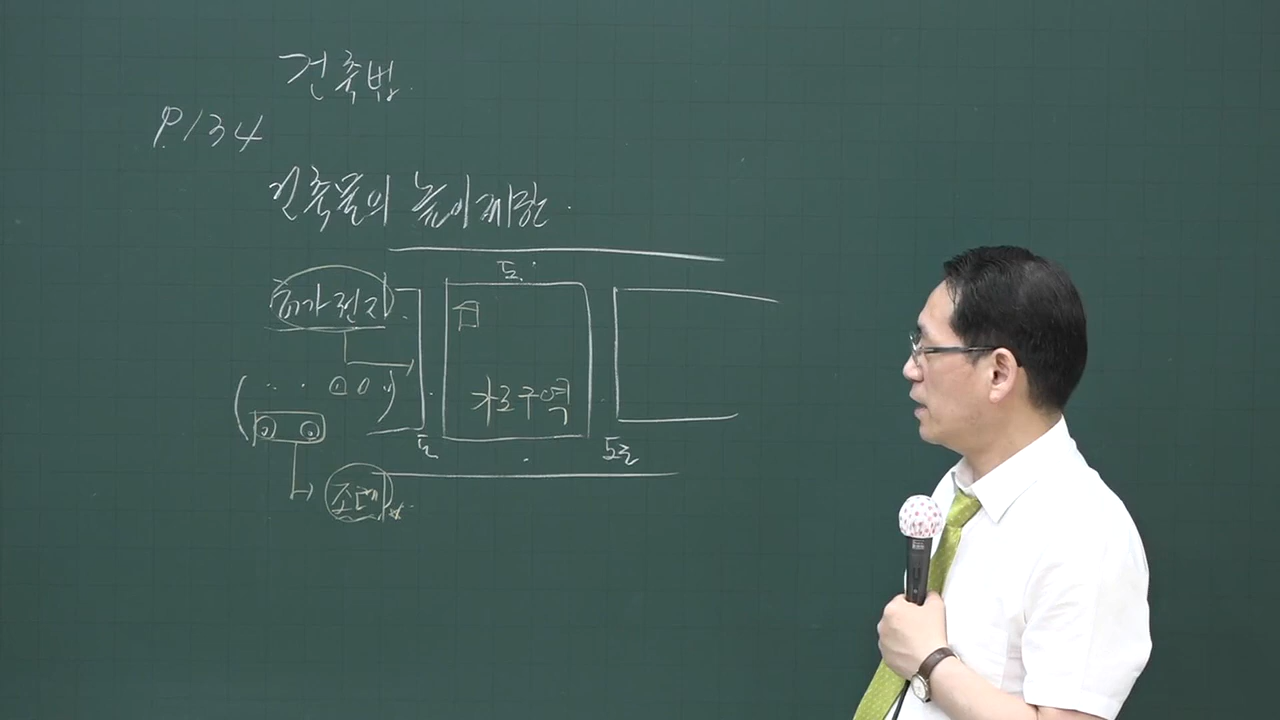 건축법.
P.134
건축물의 높이제한.
도.
허가권자
가로구역
도
도로
조례